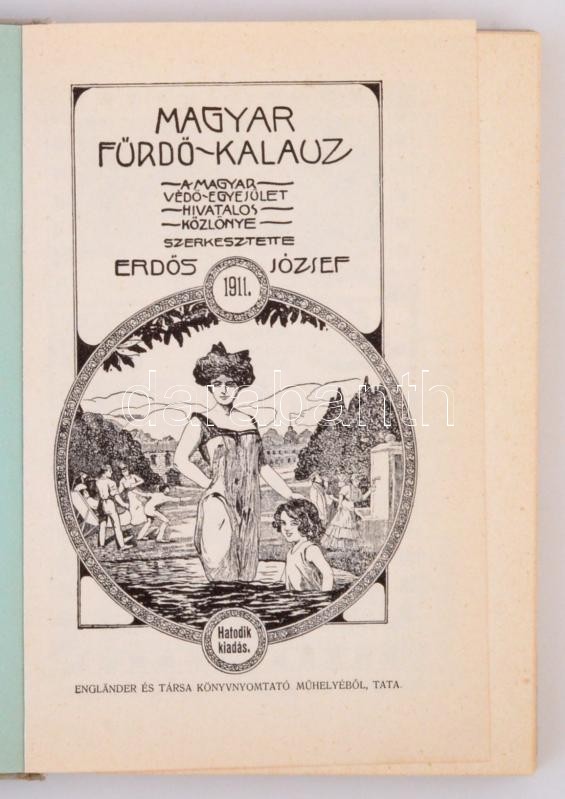 MAGYAR
FÜRDŐ-KALAUZ
A MAGYAR
VÉDŐ-EGYESÜLET
HIVATALOS
KÖZLÖNYE
SZERKESZTETTE
ERDŐS JÓZSEF
1911.
darabanth
Hatodik
kiadás.
ENGLÄNDER ÉS TÁRSA KÖNYVNYOMTATÓ MŰHELYÉBŐL, TATA.